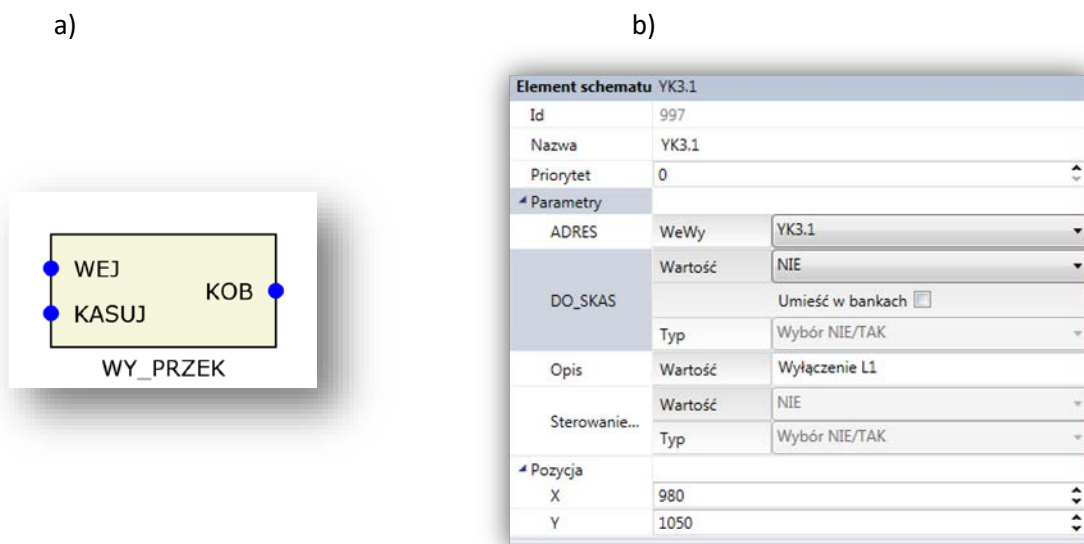 a) b)
WEJ
KOB
KASUJ
WY_PRZEK
Element schematu YK3.1
Id 997
Nazwa YK3.1
Priorytet 0
Parametry
ADRES WeWy YK3.1
Wartość NIE
DO_SKAS Umieść w bankach
Typ Wybór NIE/TAK
Opis Wartość Wyłączenie L1
Wartość NIE
Sterowanie...
Typ Wybór NIE/TAK
Pozycja
X 980
Y 1050